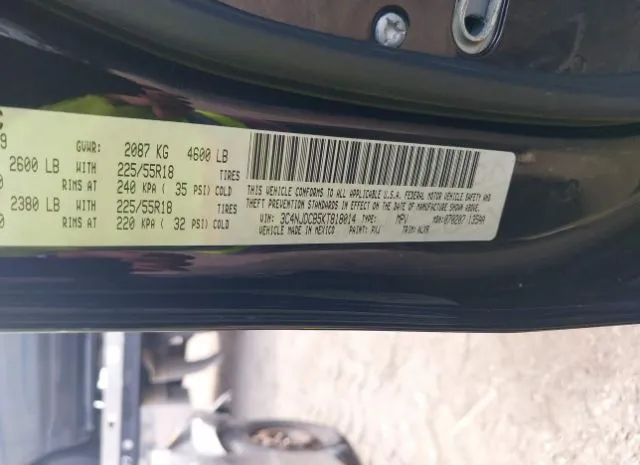 GVWR: 2087 KG 4600 LB
2600 LB WITH 225/55R18 TIRES
RIMS AT 240 KPA ( 35 PSI) COLD
2380 LB WITH 225/55R18 TIRES
RIMS AT 220 KPA ( 32 PSI) COLD
THIS VEHICLE CONFORMS TO ALL APPLICABLE U.S.A. FEDERAL MOTOR VEHICLE SAFETY AND
THEFT PREVENTION STANDARDS IN EFFECT ON THE DATE OF MANUFACTURE SHOWN ABOVE.
VIN: 3C4NJDCB5KT818014 TYPE: MPV
VEHICLE MADE IN MEXICO PAINT: PXJ TRIM: